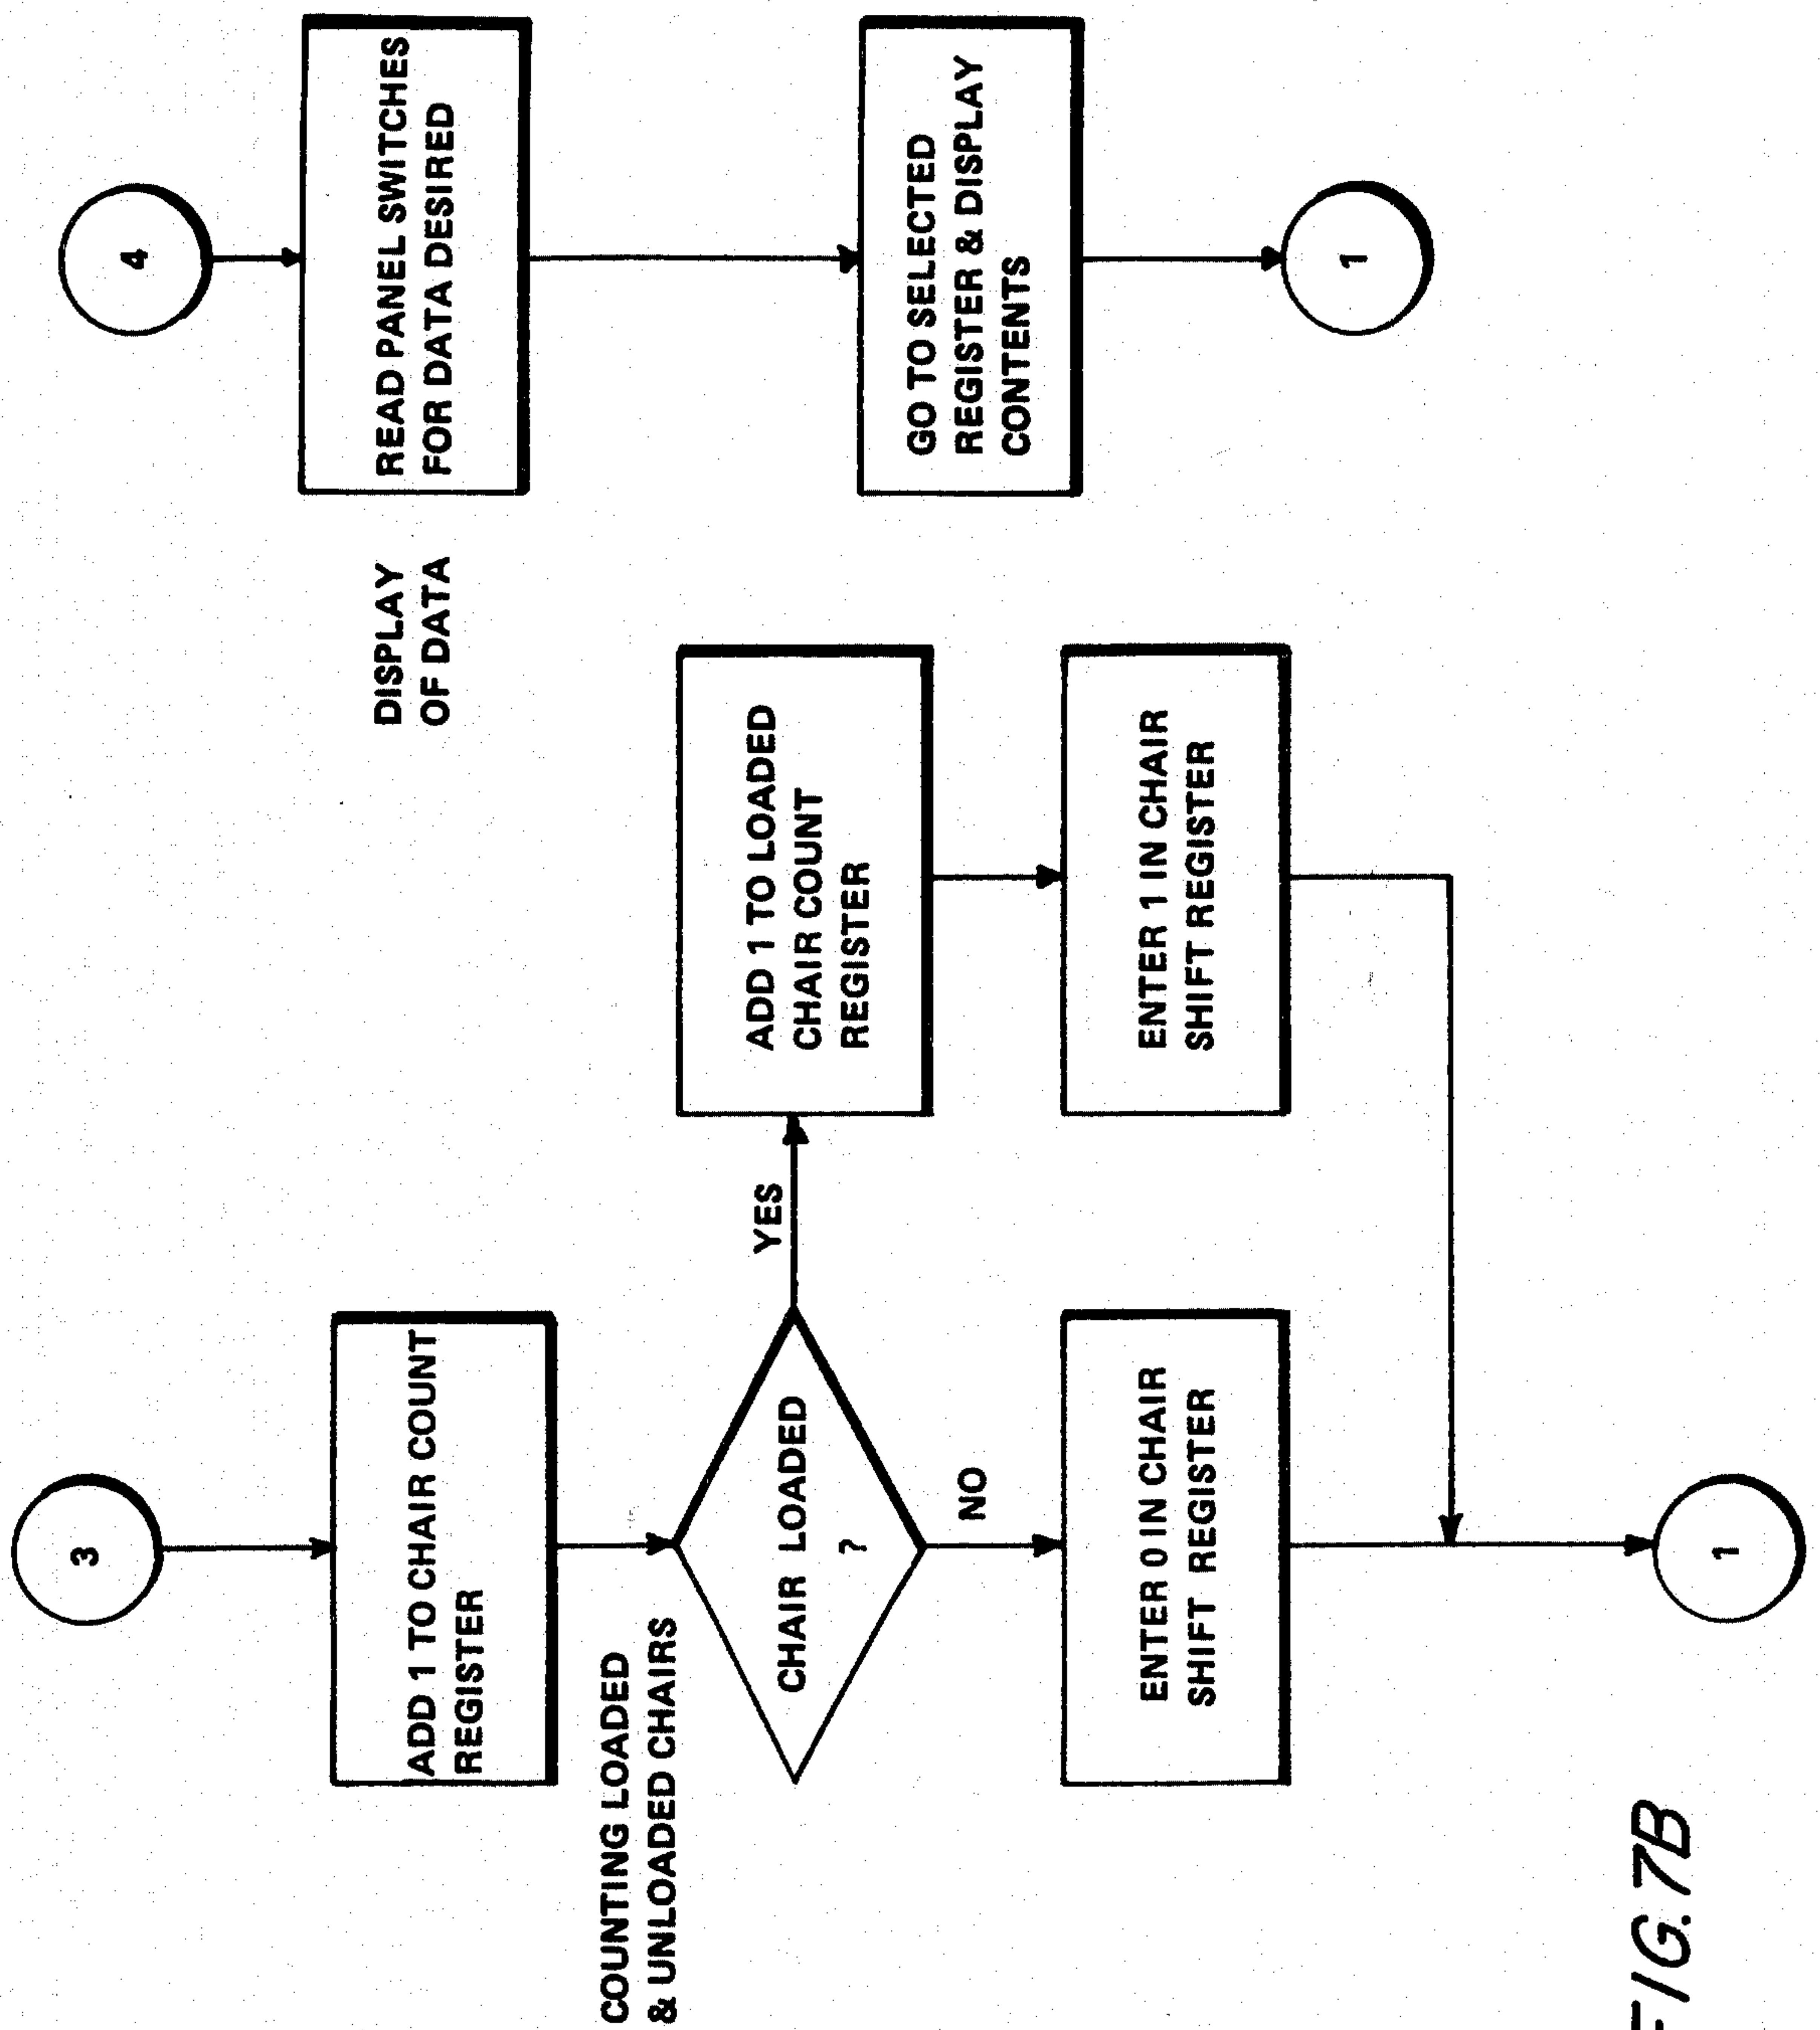 3
ADD 1 TO CHAIR COUNT
REGISTER
COUNTING LOADED
& UNLOADED CHAIRS
CHAIR LOADED
?
YES
NO
ADD 1 TO LOADED
CHAIR COUNT
REGISTER
ENTER 0 IN CHAIR
SHIFT REGISTER
ENTER 1 IN CHAIR
SHIFT REGISTER
1
4
DISPLAY
OF DATA
READ PANEL SWITCHES
FOR DATA DESIRED
GO TO SELECTED
REGISTER & DISPLAY
CONTENTS
1
FIG. 7B